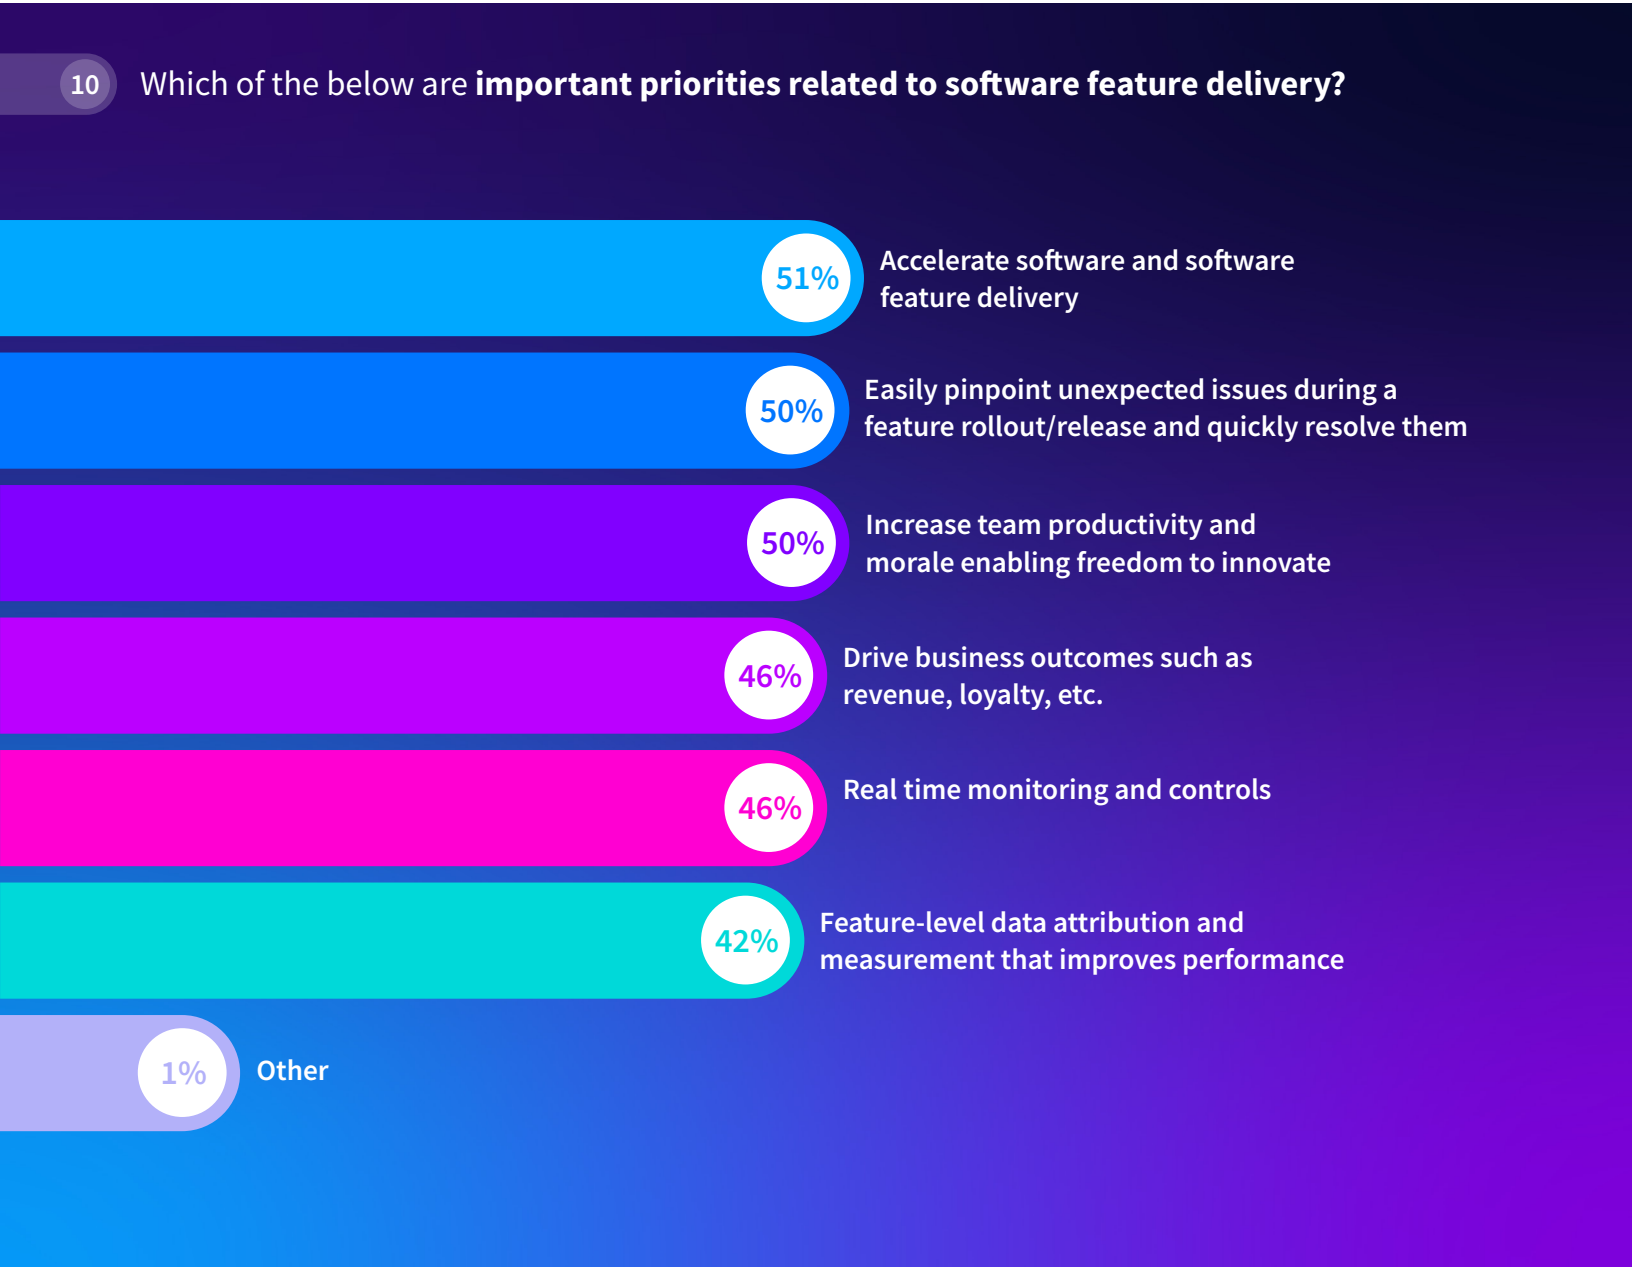 10 Which of the below are important priorities related to software feature delivery?
51% Accelerate software and software
feature delivery
50% Easily pinpoint unexpected issues during a
feature rollout/release and quickly resolve them
50% Increase team productivity and
morale enabling freedom to innovate
46% Drive business outcomes such as
revenue, loyalty, etc.
46% Real time monitoring and controls
42% Feature-level data attribution and
measurement that improves performance
1% Other